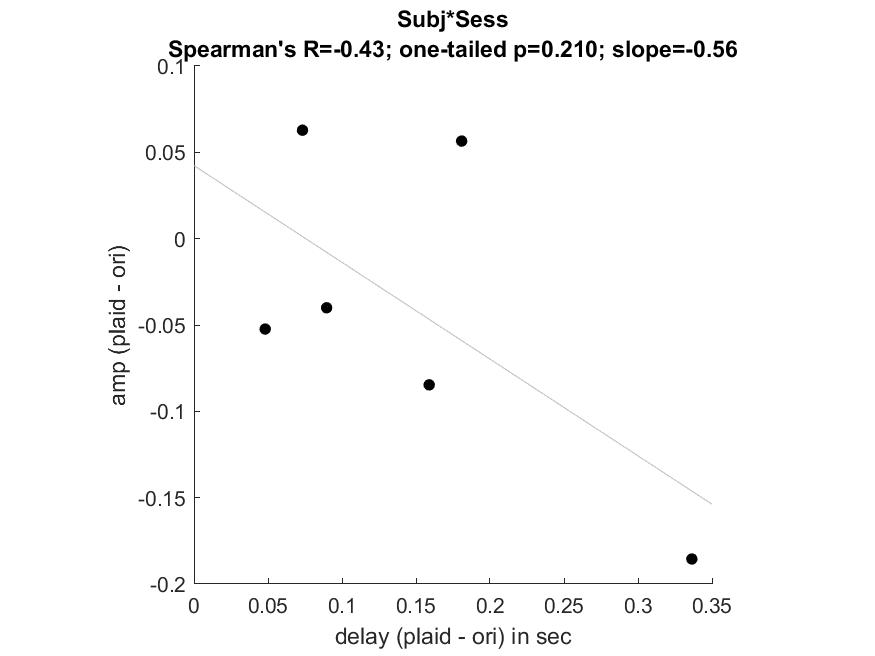 Subj*Sess
Spearman's R=-0.43; one-tailed p=0.210; slope=-0.56
0.1
0.05
0
-0.05
-0.1
-0.15
-0.2
amp (plaid - ori)
0 0.05 0.1 0.15 0.2 0.25 0.3 0.35
delay (plaid - ori) in sec